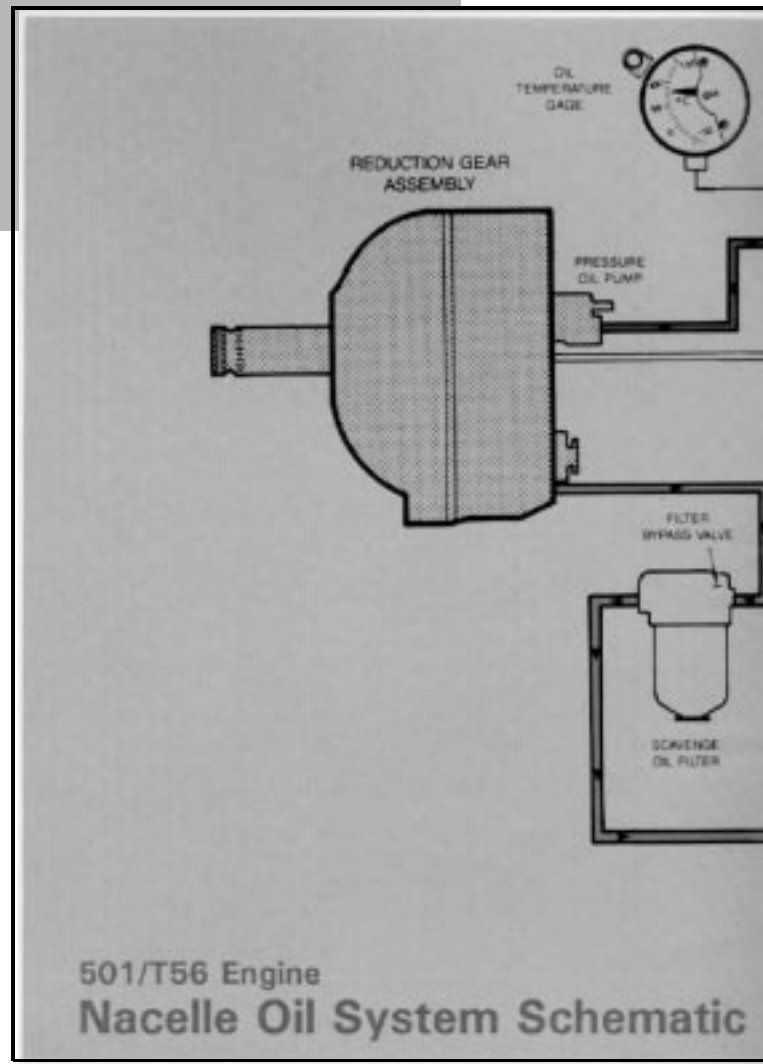 OIL
TEMPERATURE
GAGE
REDUCTION GEAR
ASSEMBLY
PRESSURE
OIL PUMP
FILTER
BYPASS VALVE
SCAVENGE
OIL FILTER
501/T56 Engine
Nacelle Oil System Schematic